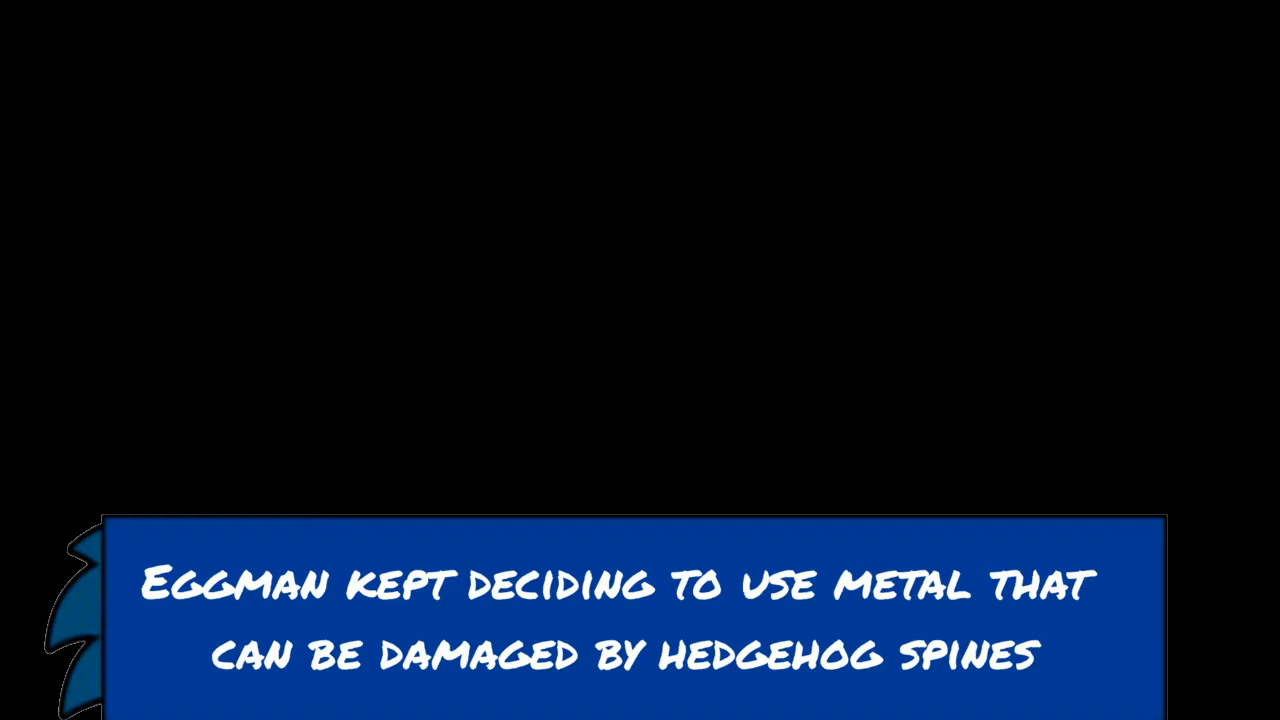 Eggman kept deciding to use metal that
can be damaged by hedgehog spines